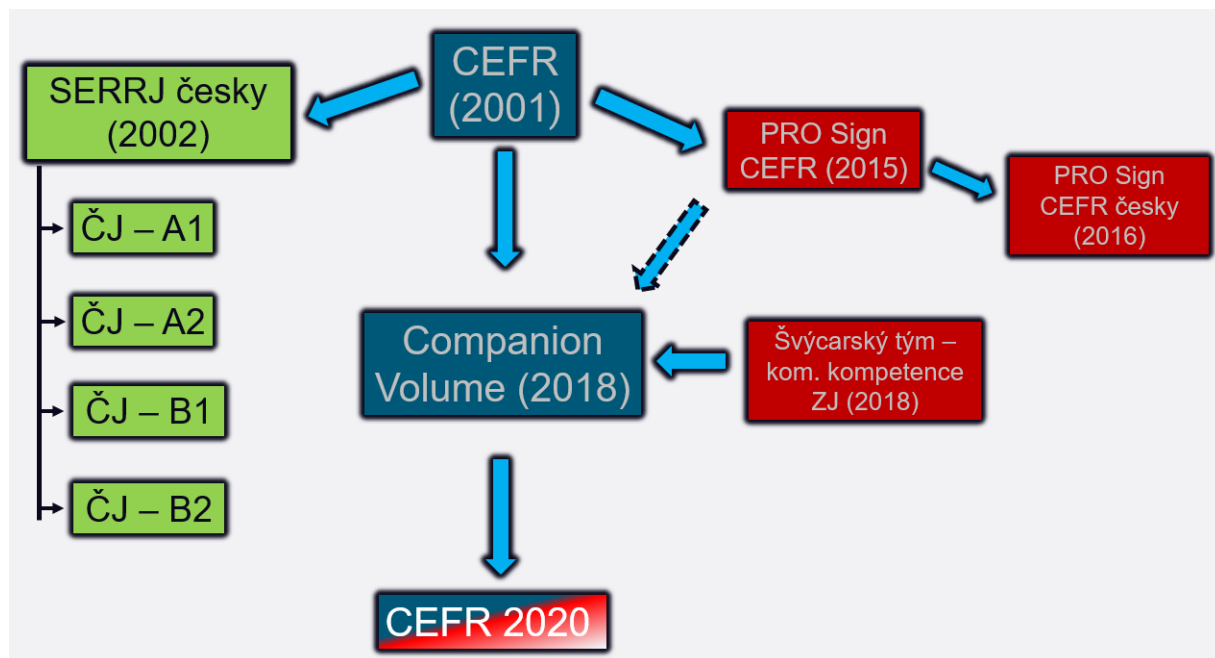 CEFR
(2001)
SERRJ česky
(2002)
PRO Sign
CEFR (2015)
PRO Sign
CEFR česky
(2016)
ČJ – A1
ČJ – A2
ČJ – B1
ČJ – B2
Companion
Volume (2018)
Švýcarský tým –
kom. kompetence
ZJ (2018)
CEFR 2020